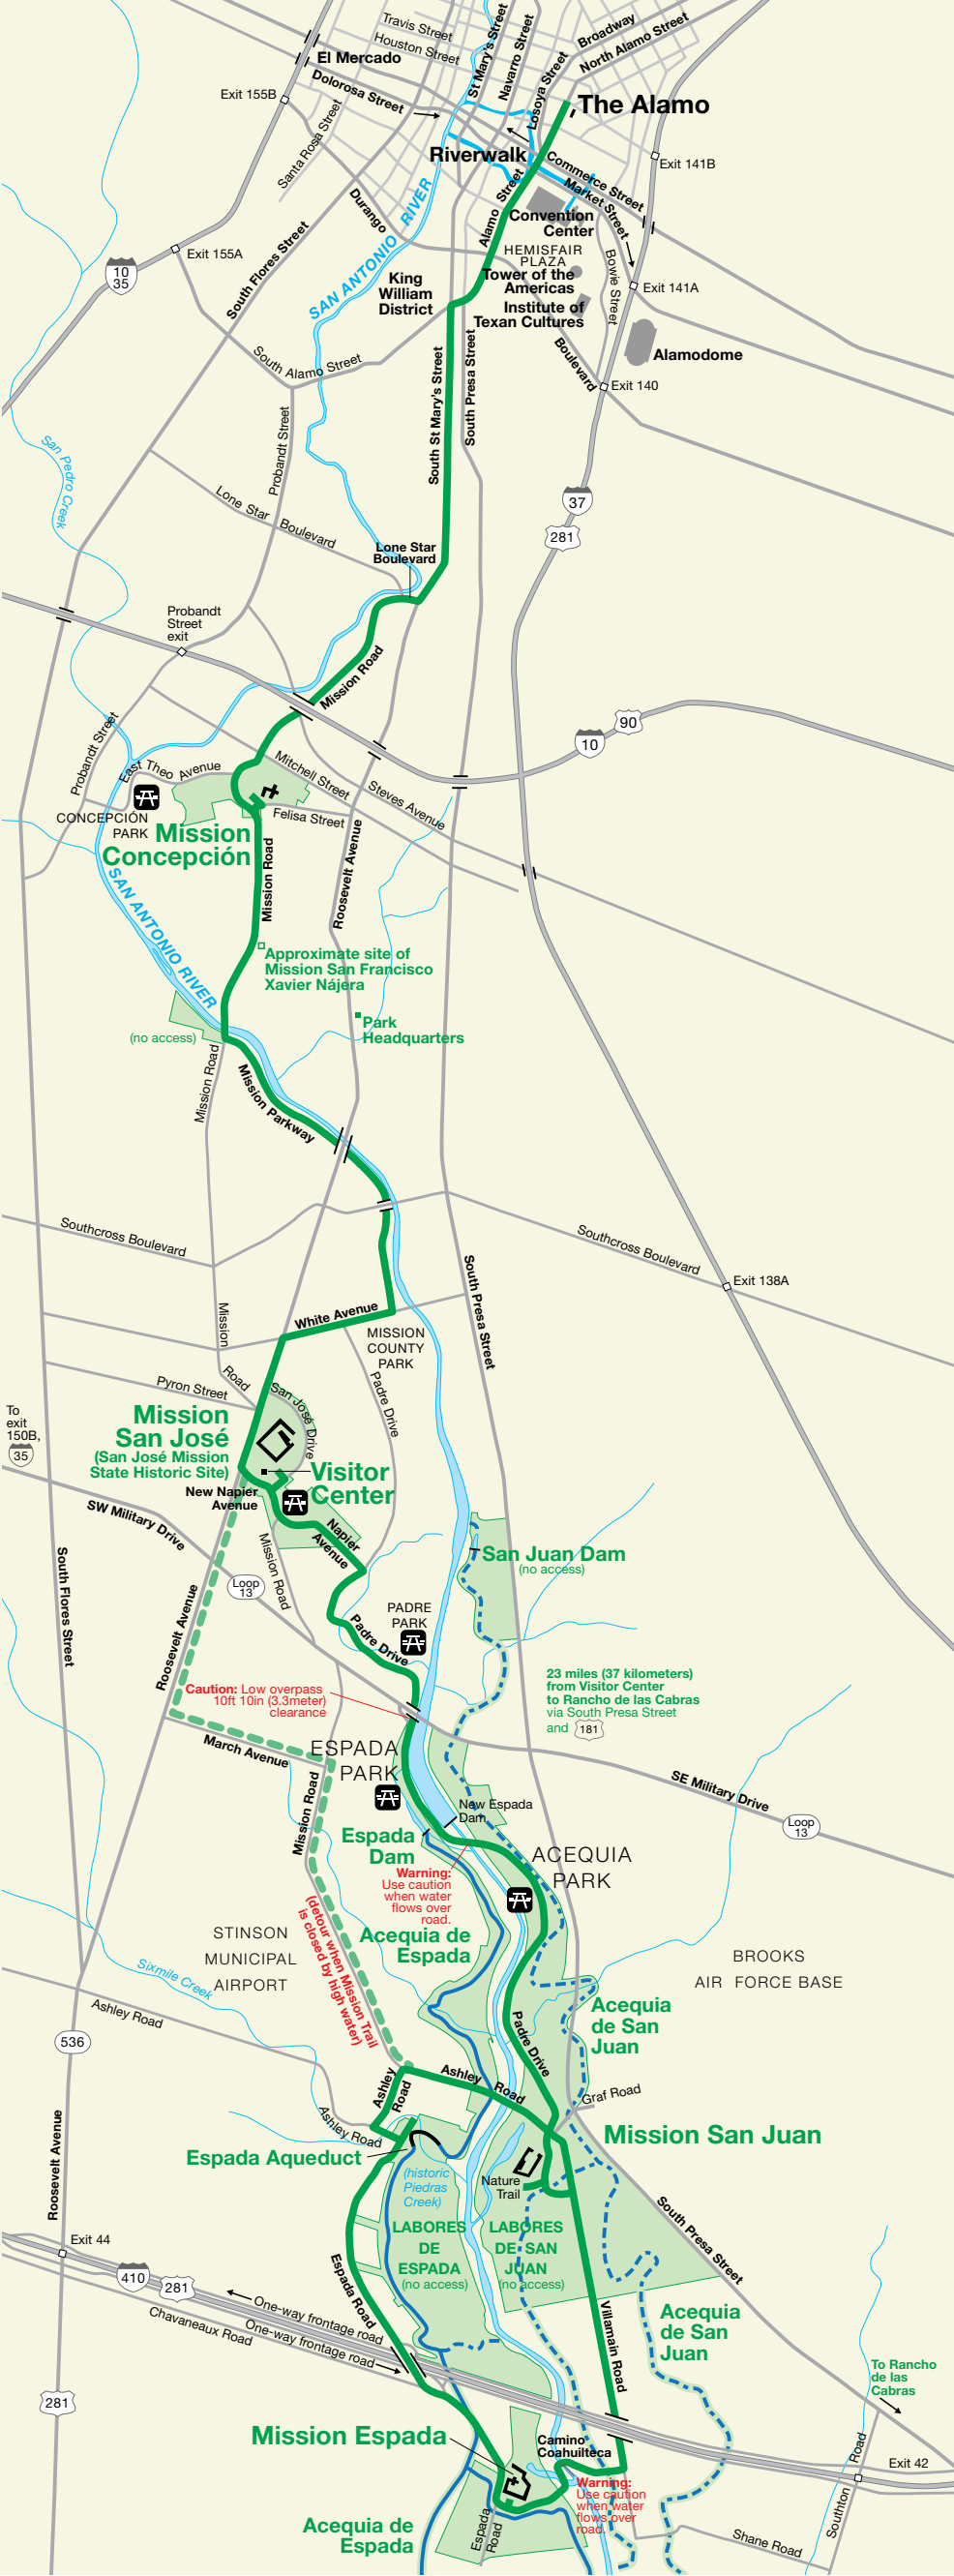 Travis Street
Houston Street
St Mary's Street
Navarro Street
Losoya Street
Broadway
North Alamo Street
El Mercado
Dolorosa Street
Exit 155B
The Alamo
Santa Rosa Street
Riverwalk
Commerce Street
Market Street
Exit 141B
Durango
SAN ANTONIO RIVER
Alamo Street
Convention
Center
HEMISFAIR
PLAZA
Bowie Street
Exit 155A
10
35
South Flores Street
King
William
District
Tower of the
Americas
Institute of
Texan Cultures
Exit 141A
Boulevard
Alamodome
Exit 140
South Alamo Street
South St Mary's Street
South Presa Street
Probandt Street
San Pedro Creek
Lone Star Boulevard
37
281
Lone Star
Boulevard
Probandt
Street
exit
Mission Road
90
10
Probandt Street
East Theo Avenue
Mitchell Street
Steves Avenue
CONCEPCIÓN
PARK
Felisa Street
Mission
Concepción
Mission Road
Roosevelt Avenue
SAN ANTONIO RIVER
Approximate site of
Mission San Francisco
Xavier Nájera
(no access)
Park
Headquarters
Mission Road
Mission Parkway
Southcross Boulevard
Southcross Boulevard
Exit 138A
South Presa Street
White Avenue
Mission
Road
MISSION
COUNTY
PARK
Pyron Street
San José Drive
Padre Drive
To
exit
150B,
35
Mission
San José
(San José Mission
State Historic Site)
Visitor
Center
New Napier
Avenue
SW Military Drive
Napier
Avenue
Mission Road
South Flores Street
Loop
13
San Juan Dam
(no access)
Roosevelt Avenue
PADRE
PARK
Padre Drive
Caution: Low overpass
10ft 10in (3.3meter)
clearance
23 miles (37 kilometers)
from Visitor Center
to Rancho de las Cabras
via South Presa Street
and 181
March Avenue
ESPADA
PARK
Mission Road
SE Military Drive
Loop
13
New Espada
Dam
Espada
Dam
Warning:
Use caution
when water
flows over
road.
ACEQUIA
PARK
Acequia de
Espada
(detour when Mission Trail
is closed by high water)
STINSON
MUNICIPAL
AIRPORT
Sixmile Creek
BROOKS
AIR FORCE BASE
Acequia
de San
Juan
Ashley Road
536
Padre Drive
Ashley Road
Ashley
Road
Graf Road
Ashley Road
Mission San Juan
Espada Aqueduct
(historic
Piedras
Creek)
Nature
Trail
Roosevelt Avenue
South Presa Street
LABORES
DE
ESPADA
(no access)
LABORES
DE SAN
JUAN
(no access)
Exit 44
410
281
Espada Road
One-way frontage road
One-way frontage road
Chavaneaux Road
Villamain Road
Acequia
de San
Juan
To Rancho
de las
Cabras
281
Mission Espada
Camino
Coahuilteca
Exit 42
Warning:
Use caution
when water
flows over
road.
Southton Road
Acequia de
Espada
Espada
Road
Shane Road